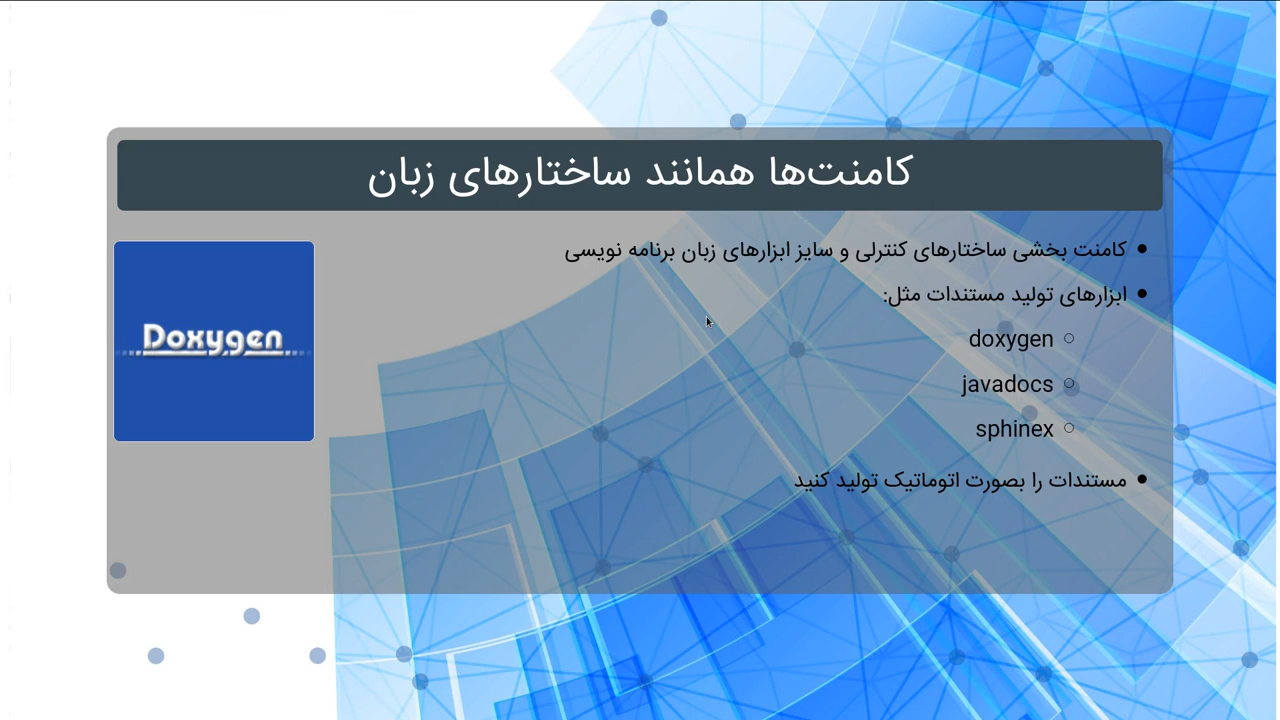 کامنت‌ها همانند ساختارهای زبان
کامنت بخشی ساختارهای کنترلی و سایز ابزارهای زبان برنامه نویسی
ابزارهای تولید مستندات مثل:
doxygen
javadocs
sphinex
مستندات را بصورت اتوماتیک تولید کنید
Doxygen